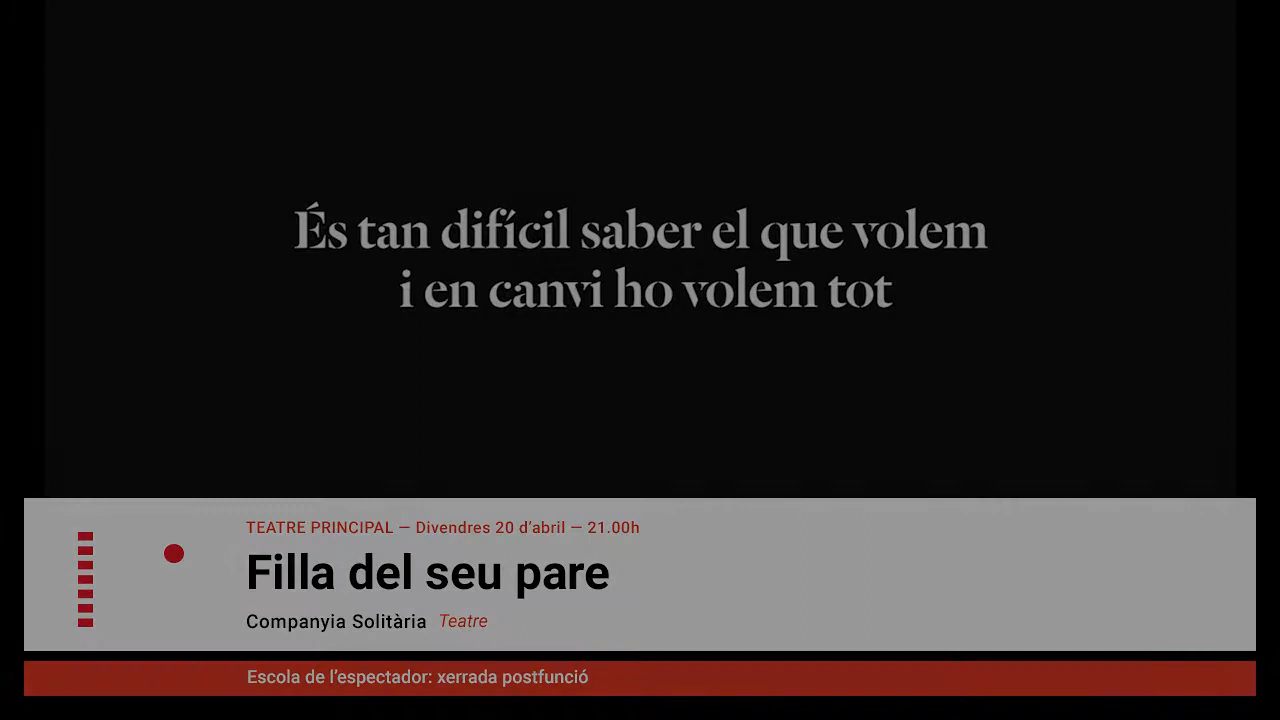 És tan difícil saber el que volem
i en canvi ho volem tot
TEATRE PRINCIPAL — Divendres 20 d’abril — 21.00h
Filla del seu pare
Companyia Solitària Teatre
Escola de l’espectador: xerrada postfunció